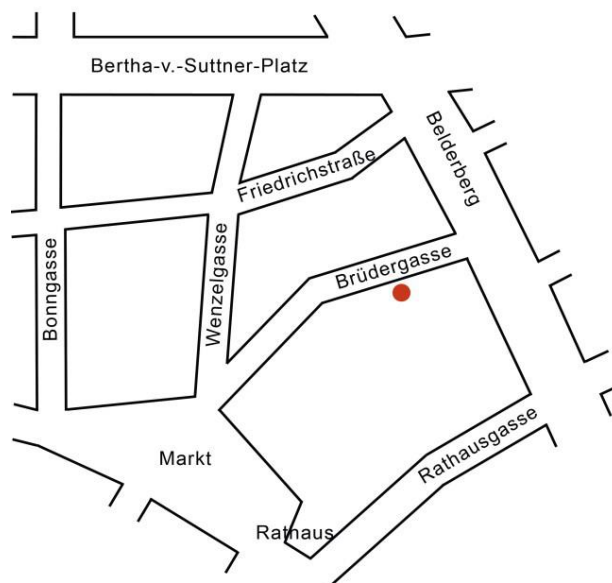 Bertha-v.-Suttner-Platz
Belderberg
Friedrichstraße
Bonngasse
Wenzelgasse
Brüdergasse
Markt
Rathausgasse
Rathaus